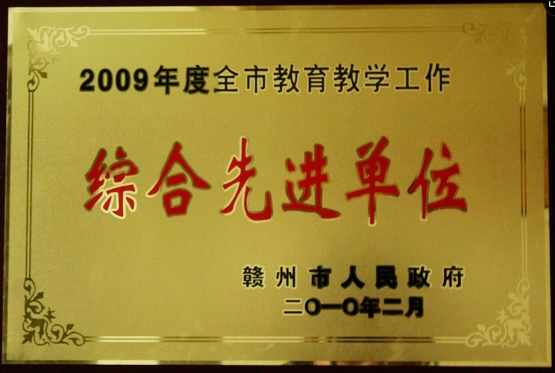 2009年度全市教育教学工作
综合先进单位
赣州市人民政府
二〇一〇年二月